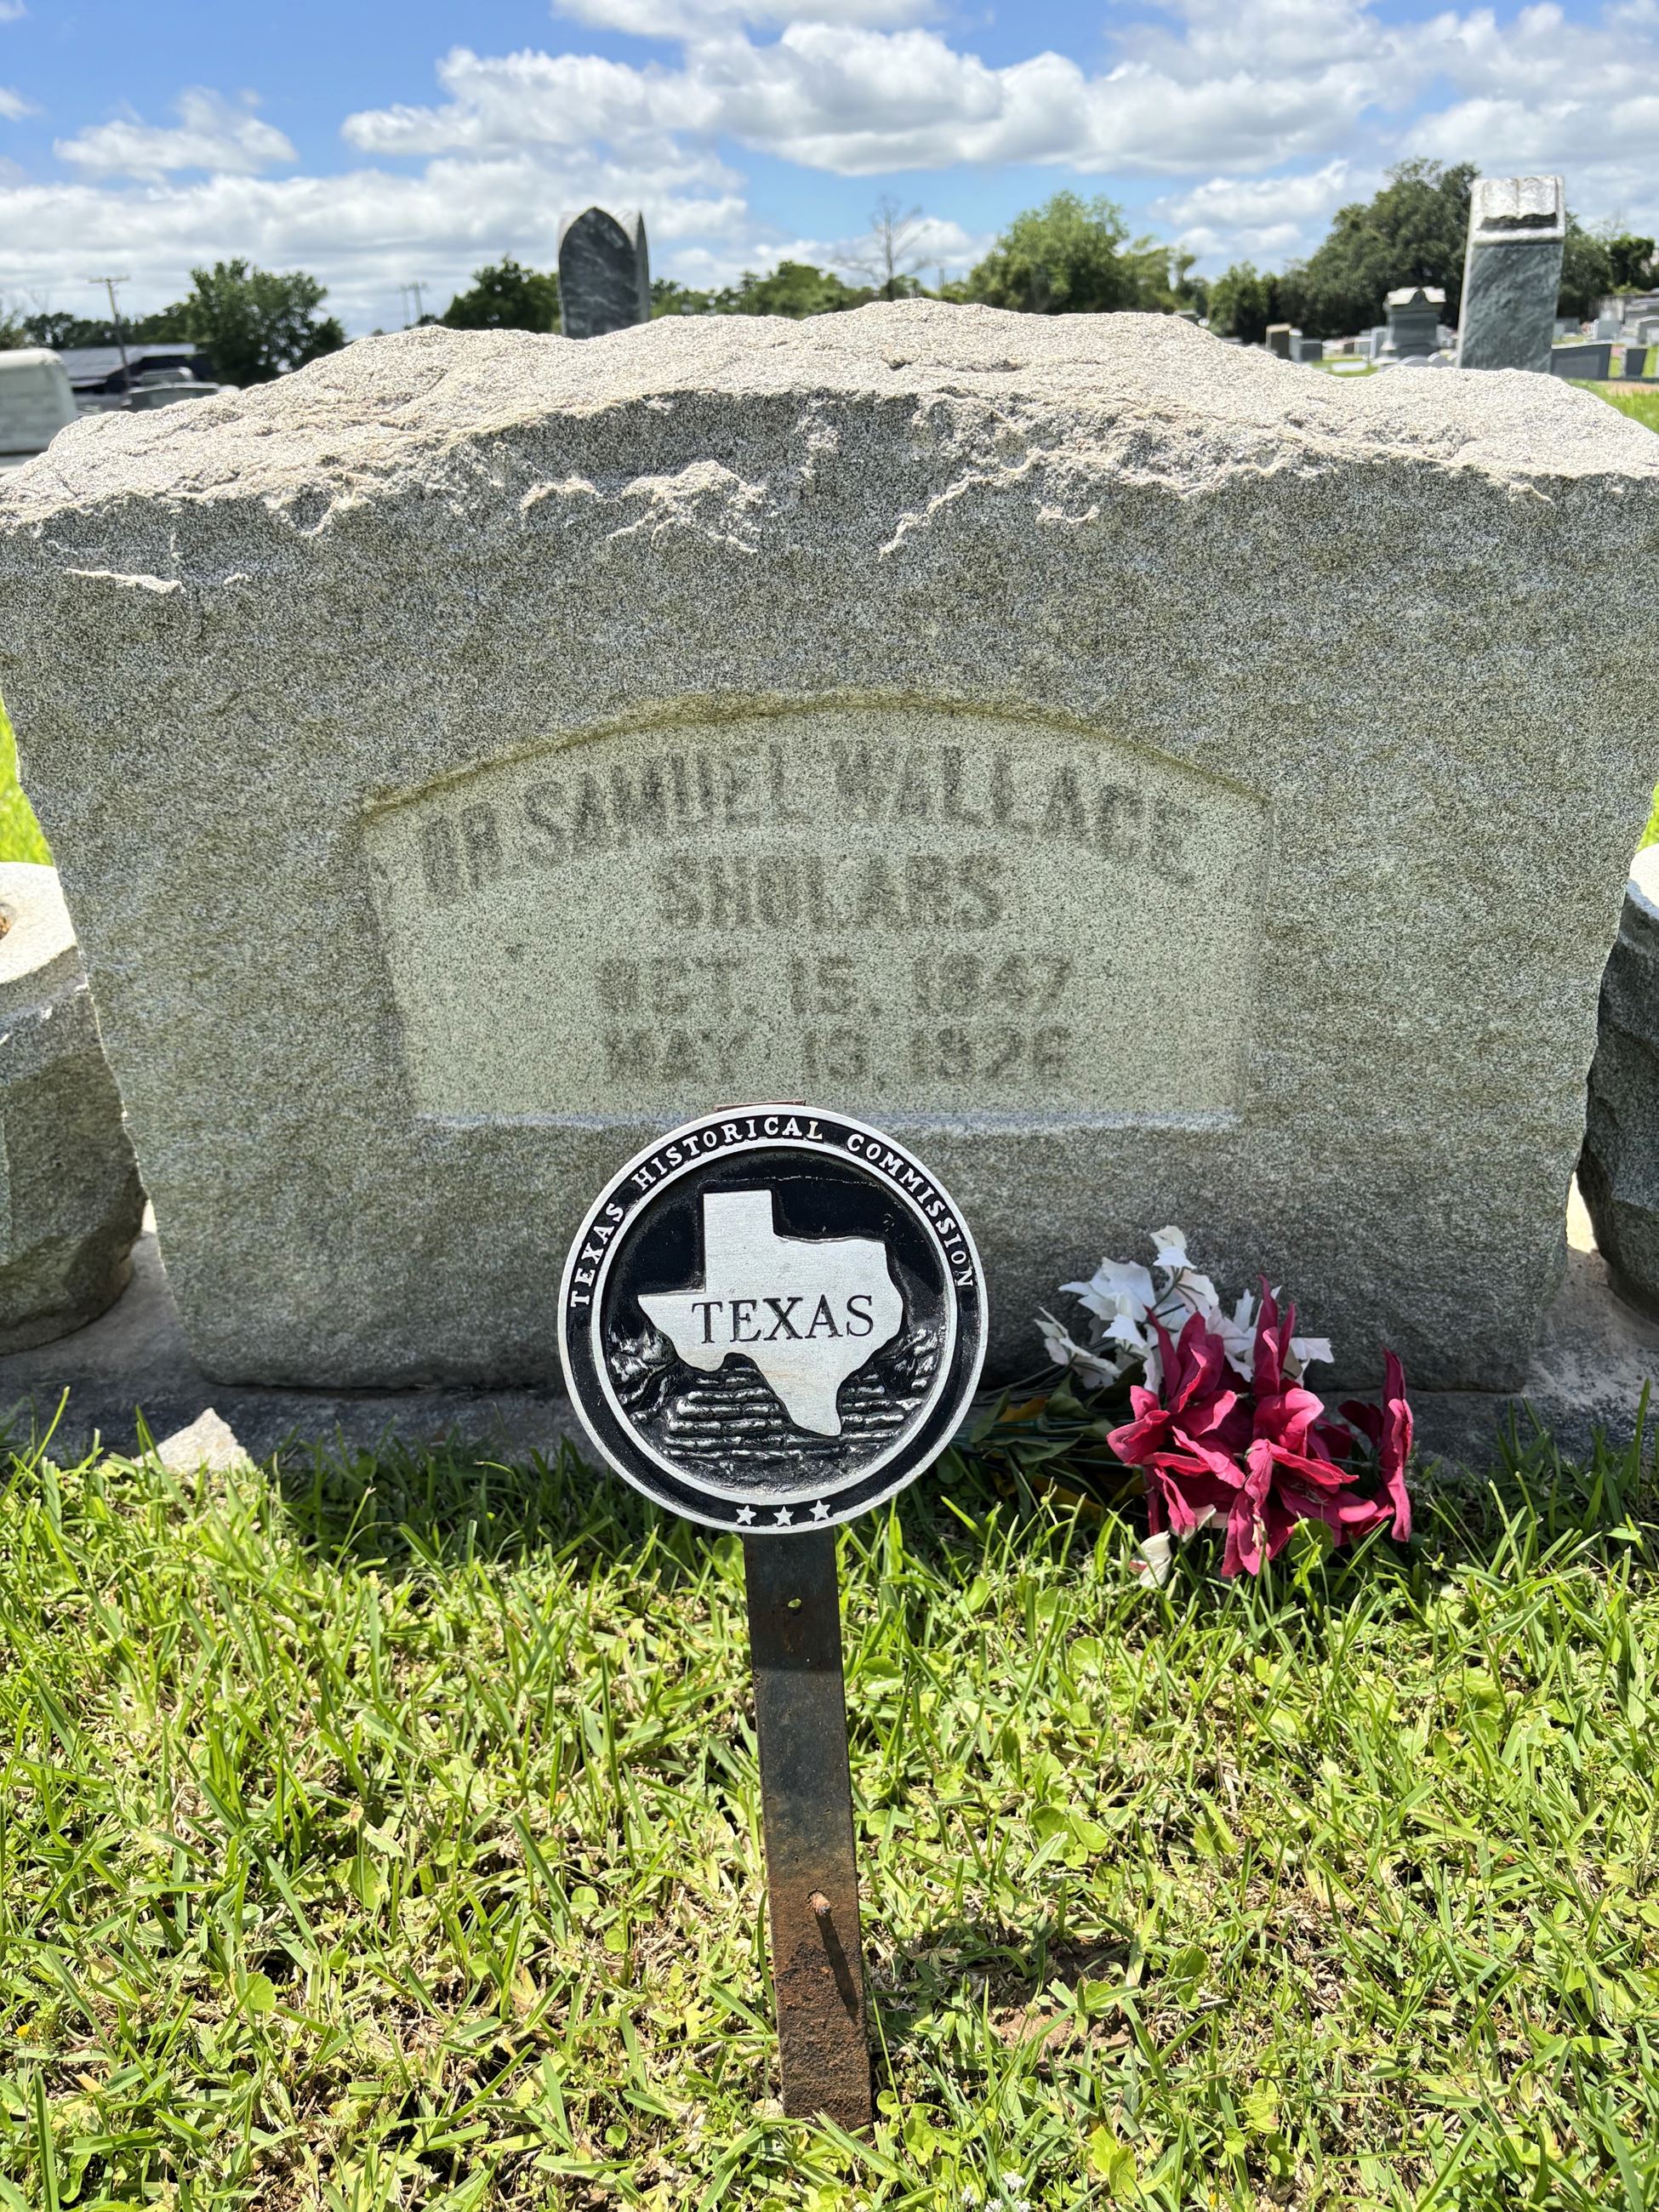 DR SAMUEL WALLACE
SHOLARS
OCT. 15. 1847
MAY 13, 1926
TEXAS HISTORICAL COMMISSION
TEXAS